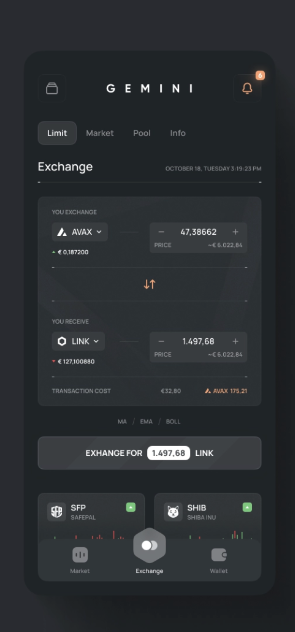 6
GEMINI
Limit Market Pool Info
Exchange OCTOBER 18, TUESDAY 3:19:23 PM
YOU EXCHANGE
AVAX — 47,38662 +
PRICE ~€ 6.022,84
€ 0,187200
YOU RECEIVE
LINK — 1.497,68 +
PRICE ~€ 6.022,84
€ 127,100880
TRANSACTION COST €32,80 AVAX 175.21
MA / EMA / BOLL
EXHANGE FOR 1.497,68 LINK
SFP SHIB
SAFEPAL SHIBA INU
Market Exchange Wallet